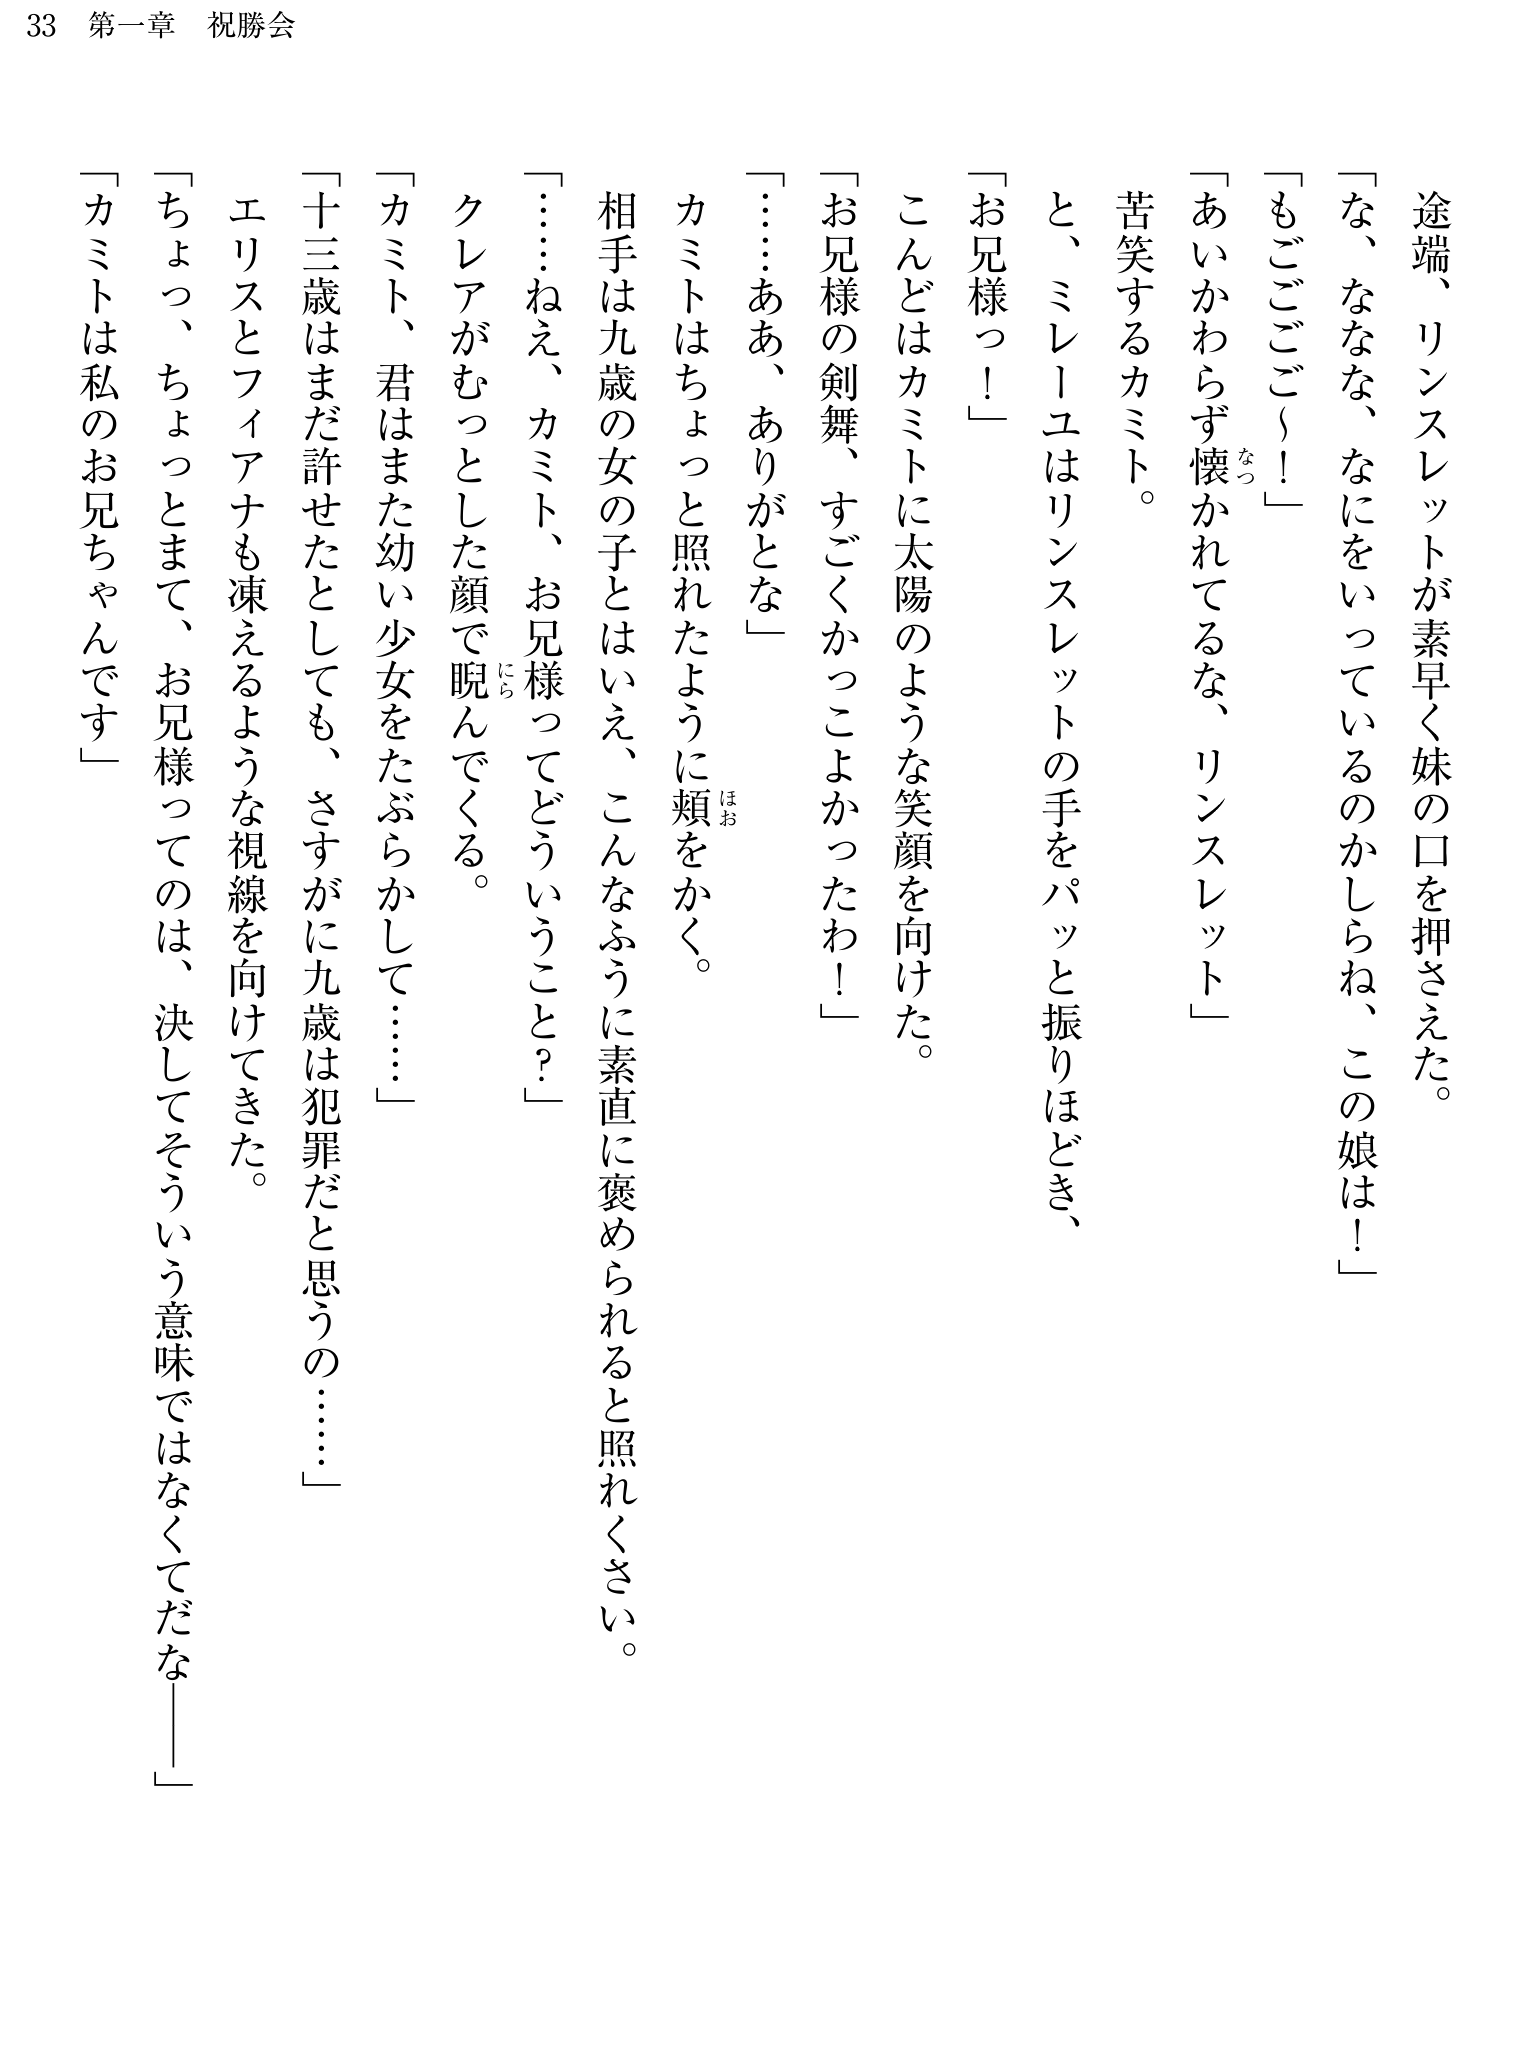 33　第一章　祝勝会
　途端、リンスレットが素早く妹の口を押さえた。
「な、ななな、なにをいっているのかしらね、この娘は！」
「もごごごご～！」
「あいかわらず懐かれてるな、リンスレット」
　苦笑するカミト。
　と、ミレーユはリンスレットの手をパッと振りほどき、
「お兄様っ！」
　こんどはカミトに太陽のような笑顔を向けた。
「お兄様の剣舞、すごくかっこよかったわ！」
「……ああ、ありがとな」
　カミトはちょっと照れたように頬をかく。
　相手は九歳の女の子とはいえ、こんなふうに素直に褒められると照れくさい。
「……ねえ、カミト、お兄様ってどういうこと？」
　クレアがむっとした顔で睨んでくる。
「カミト、君はまた幼い少女をたぶらかして……」
「十三歳はまだ許せたとしても、さすがに九歳は犯罪だと思うの……」
　エリスとフィアナも凍えるような視線を向けてきた。
「ちょっ、ちょっとまて、お兄様ってのは、決してそういう意味ではなくてだな――」
「カミトは私のお兄ちゃんです」